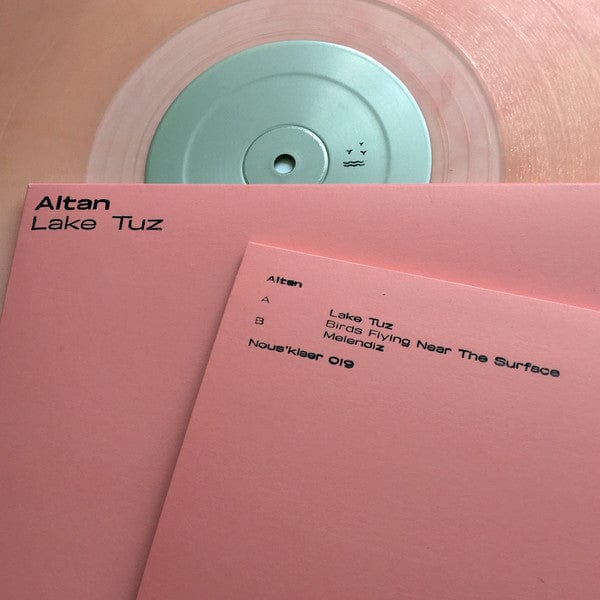 Altan
Lake Tuz
Altan
A Lake Tuz
B Birds Flying Near The Surface
Melendiz
Nous'klaer 019